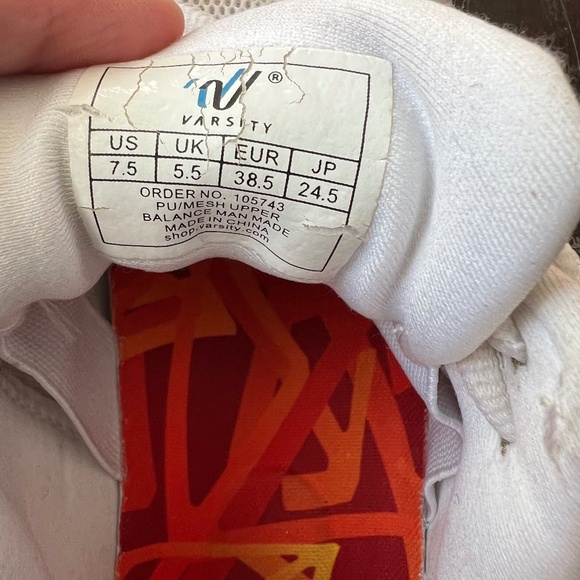 ®
VARSITY
US UK EUR JP
7.5 5.5 38.5 24.5
ORDER NO. 105743
PU/MESH UPPER
BALANCE MAN MADE
MADE IN CHINA
shop.varsity.com